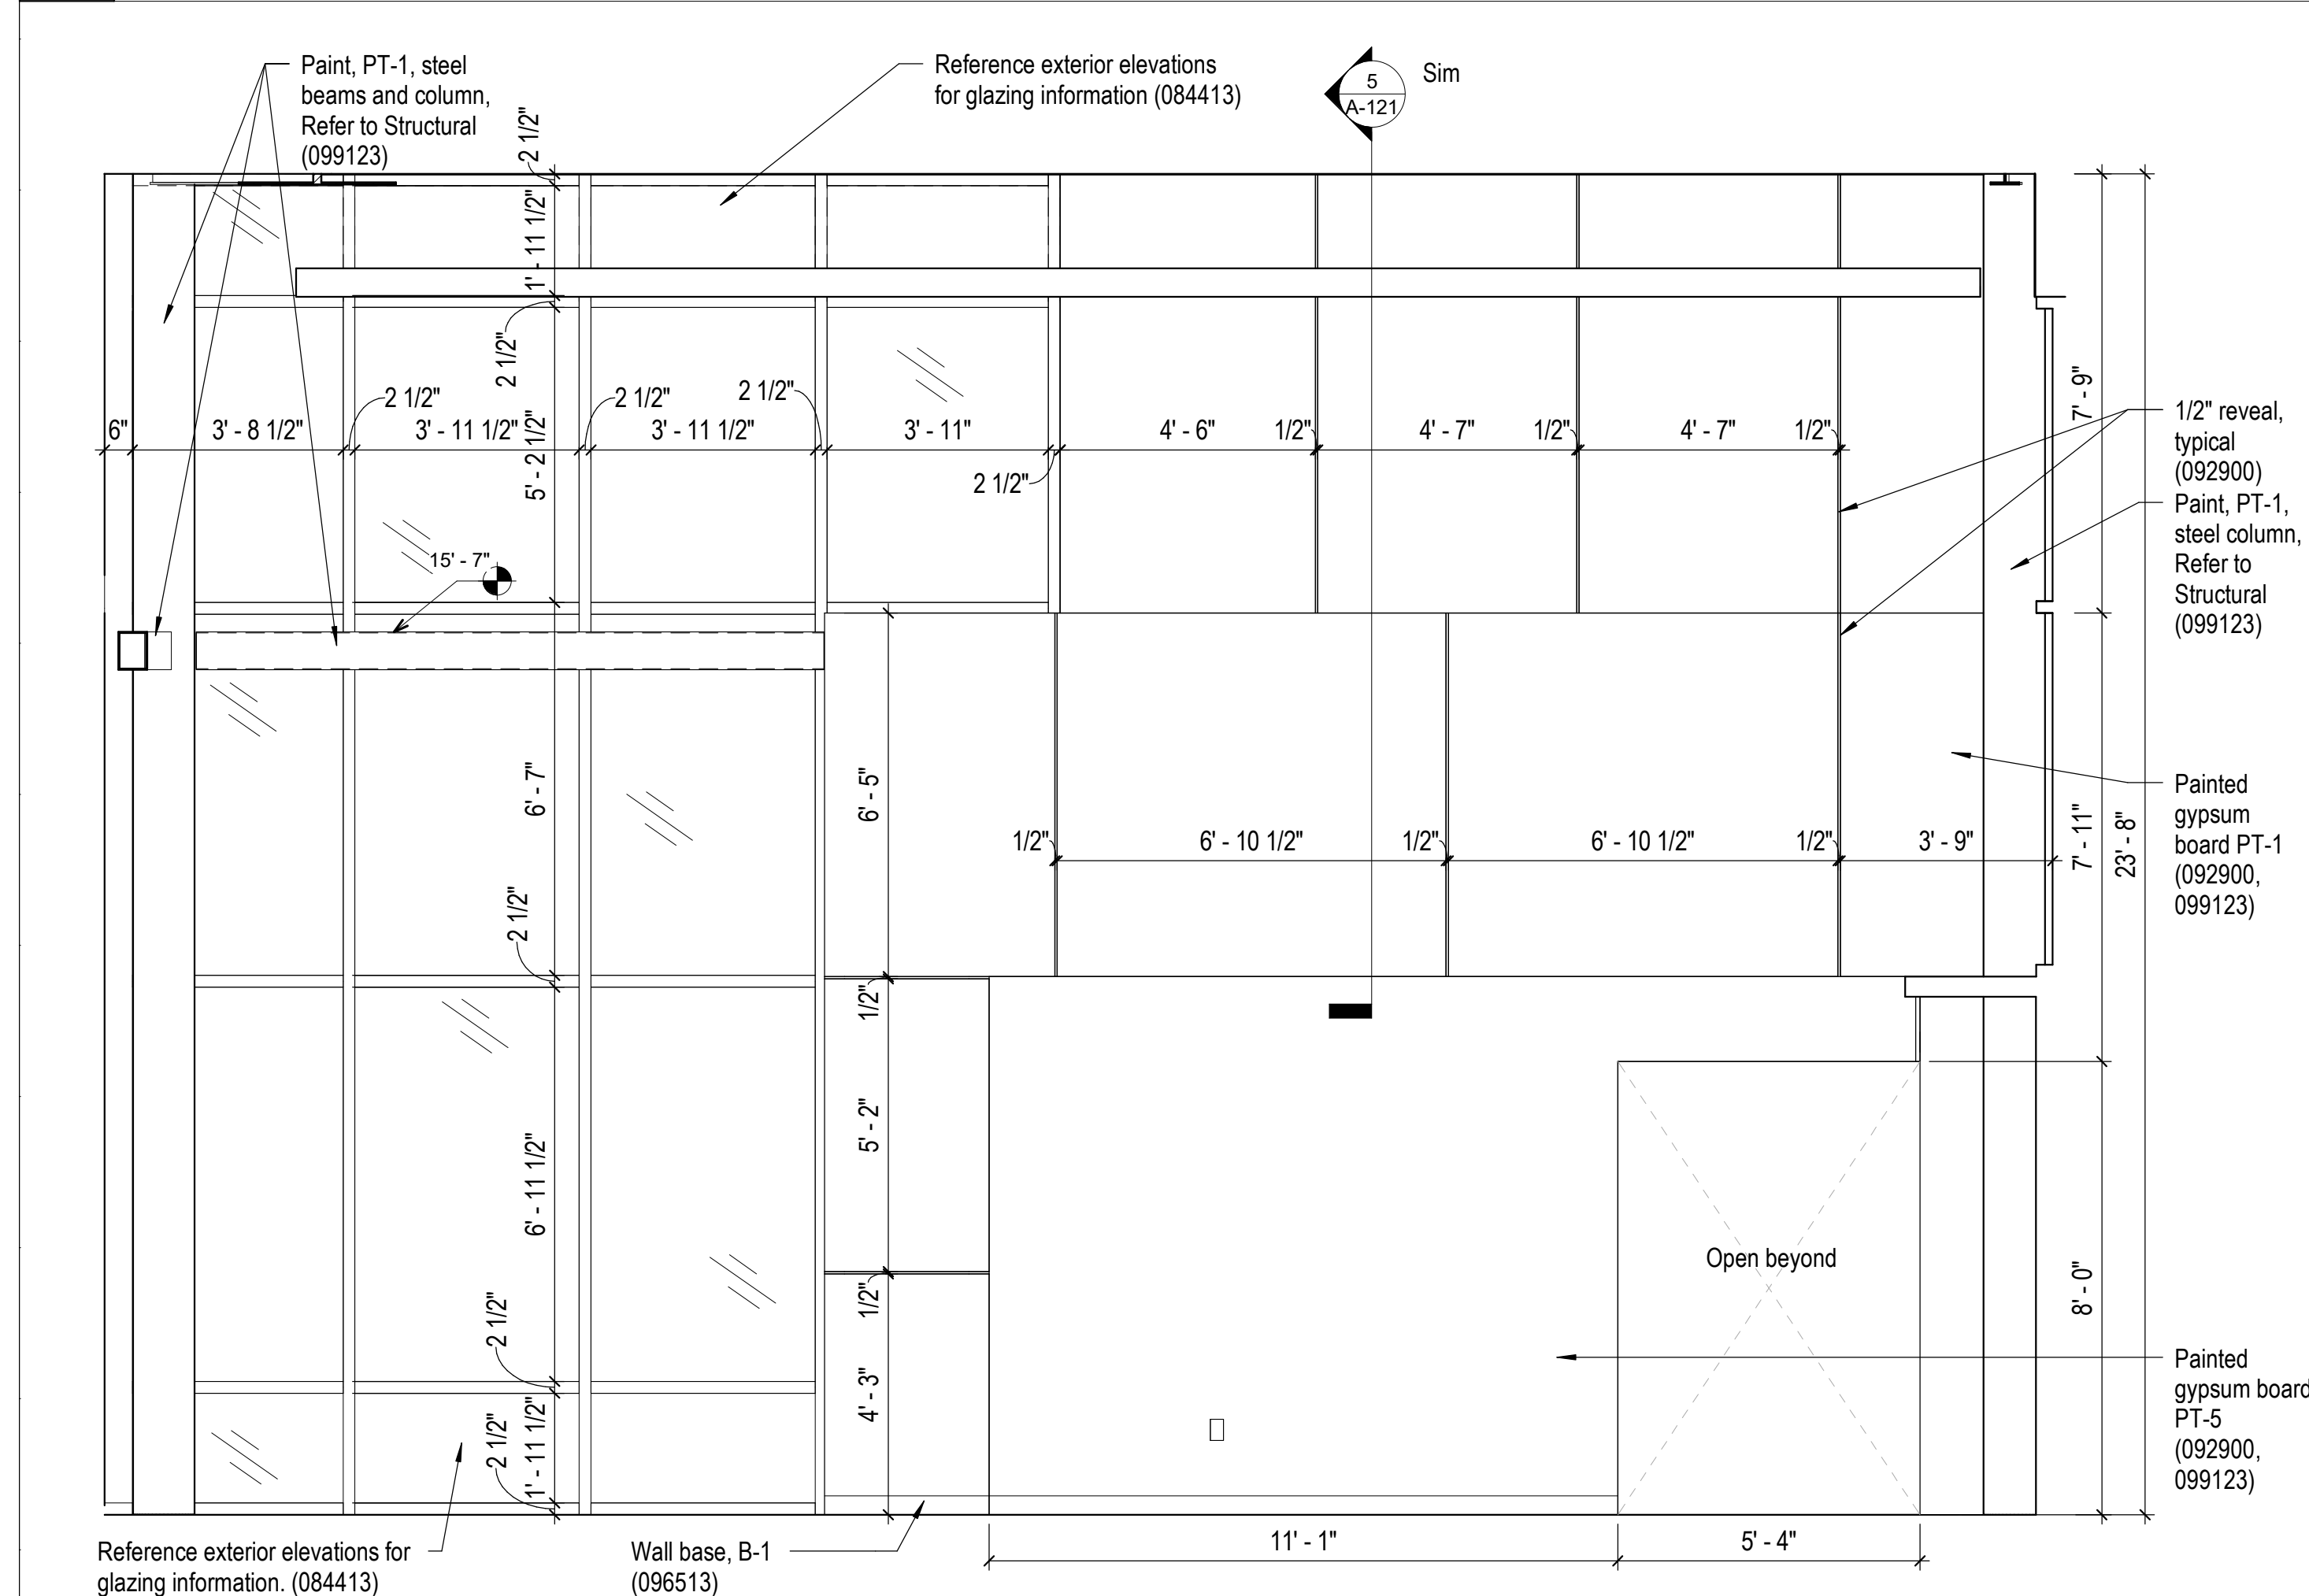 Paint, PT-1, steel
beams and column,
Refer to Structural
(099123)
Reference exterior elevations
for glazing information (084413)
5
A-121
Sim
2 1/2"
1' - 11 1/2"
2 1/2"
5' - 2 1/2"
6"
3' - 8 1/2"
2 1/2"
3' - 11 1/2"
2 1/2"
3' - 11 1/2"
2 1/2"
3' - 11"
2 1/2"
4' - 6"
1/2"
4' - 7"
1/2"
4' - 7"
1/2"
7' - 9"
1/2" reveal,
typical
(092900)
Paint, PT-1,
steel column,
Refer to
Structural
(099123)
15' - 7"
6' - 7"
6' - 5"
1/2"
6' - 10 1/2"
1/2"
6' - 10 1/2"
1/2"
3' - 9"
7' - 11"
23' - 8"
Painted
gypsum
board PT-1
(092900,
099123)
2 1/2"
1/2"
5' - 2"
6' - 11 1/2"
Open beyond
8' - 0"
2 1/2"
1/2"
4' - 3"
2 1/2"
1' - 11 1/2"
Painted
gypsum board
PT-5
(092900,
099123)
Reference exterior elevations for
glazing information. (084413)
Wall base, B-1
(096513)
11' - 1"
5' - 4"